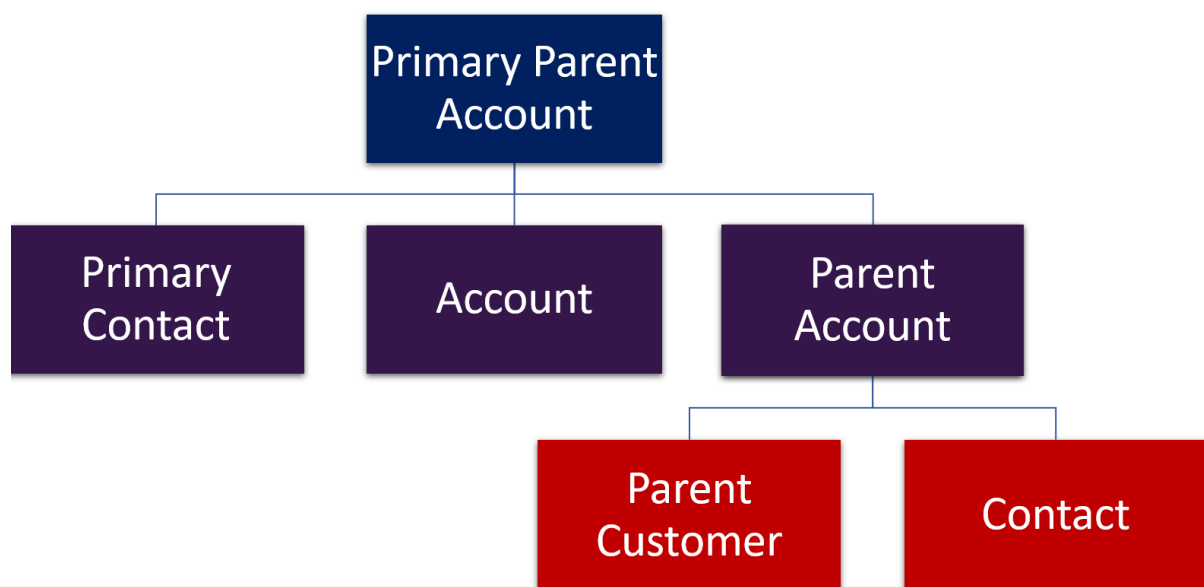 Primary Parent
Account
Primary
Contact
Account
Parent
Account
Parent
Customer
Contact